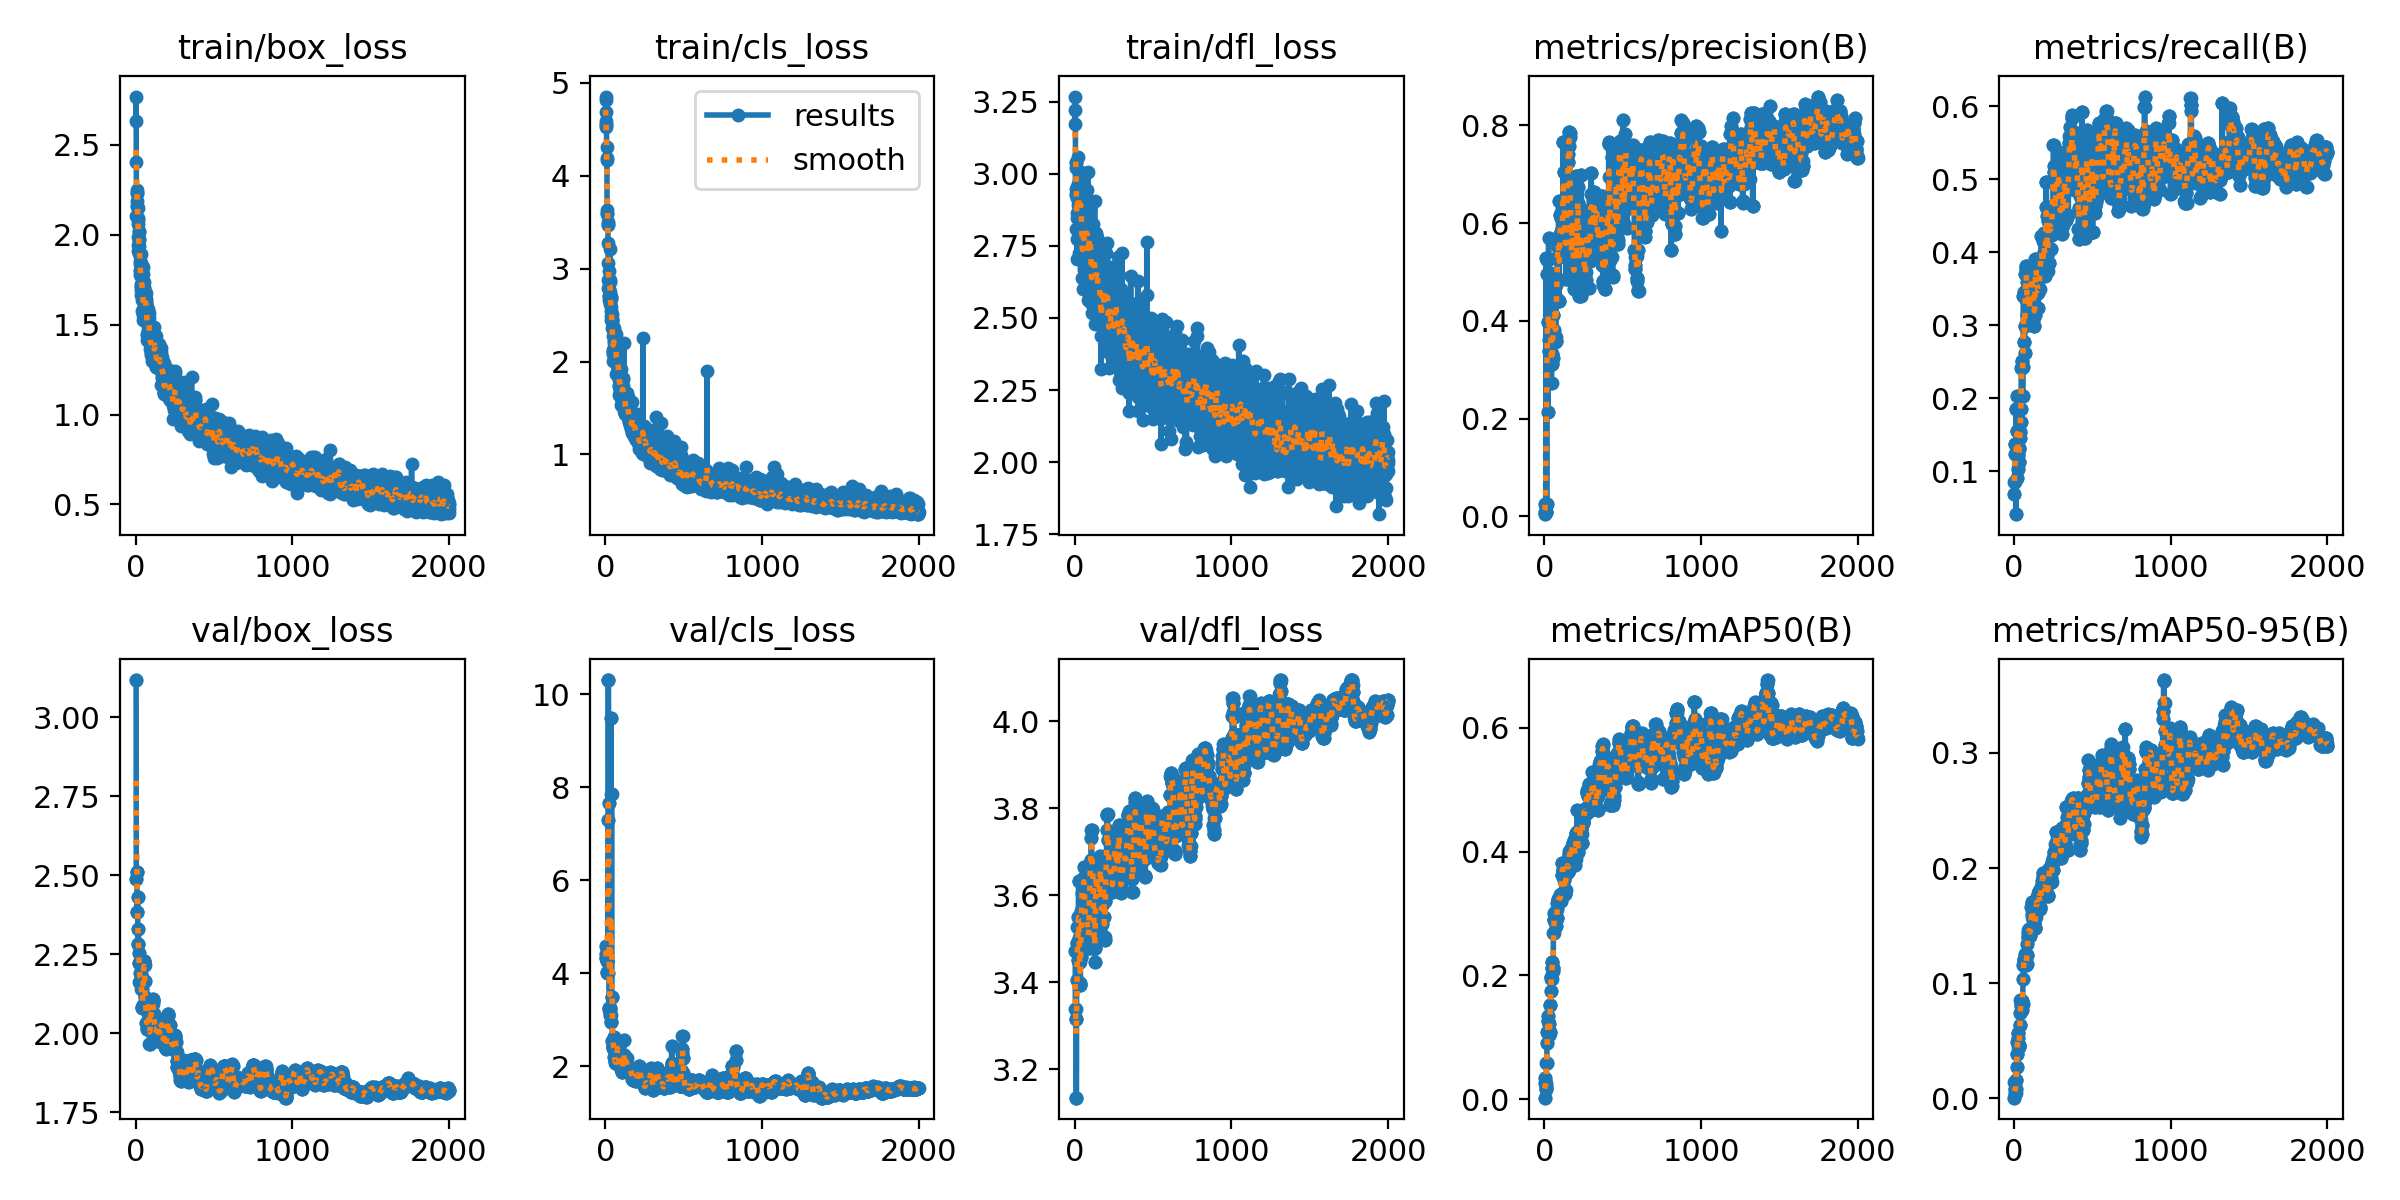 train/box_loss
train/cls_loss
train/dfl_loss
metrics/precision(B)
metrics/recall(B)
2.5
2.0
1.5
1.0
0.5
0 1000 2000
5
4
3
2
1
results
smooth
0 1000 2000
3.25
3.00
2.75
2.50
2.25
2.00
1.75
0 1000 2000
0.8
0.6
0.4
0.2
0.0
0 1000 2000
0.6
0.5
0.4
0.3
0.2
0.1
0 1000 2000
val/box_loss
val/cls_loss
val/dfl_loss
metrics/mAP50(B)
metrics/mAP50-95(B)
3.00
2.75
2.50
2.25
2.00
1.75
0 1000 2000
10
8
6
4
2
0 1000 2000
4.0
3.8
3.6
3.4
3.2
0 1000 2000
0.6
0.4
0.2
0.0
0 1000 2000
0.3
0.2
0.1
0.0
0 1000 2000